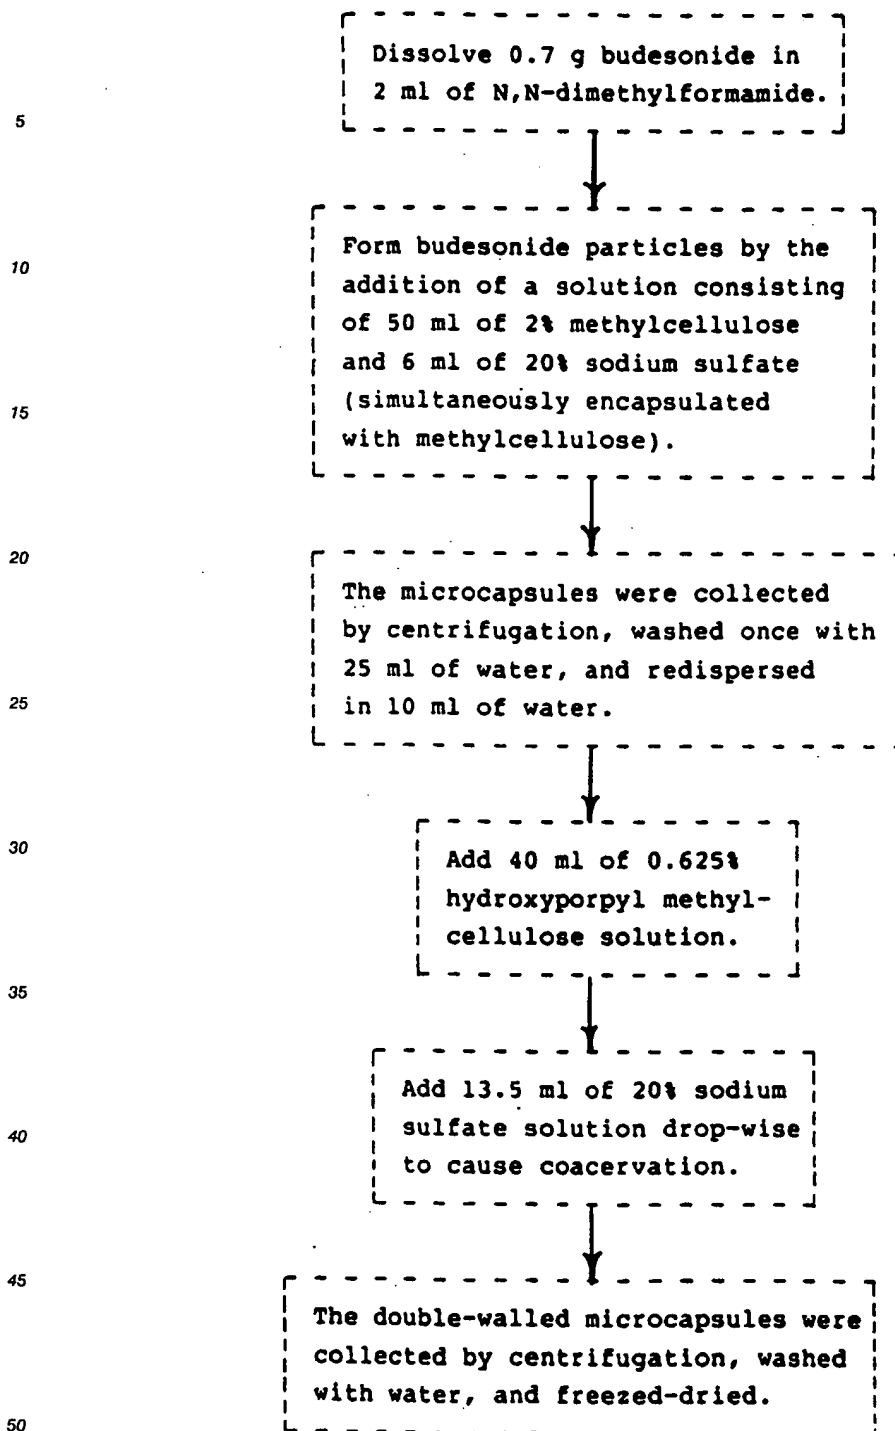 Dissolve 0.7 g budesonide in
2 ml of N,N-dimethylformamide.
5
Form budesonide particles by the
10
addition of a solution consisting
of 50 ml of 2% methylcellulose
and 6 ml of 20% sodium sulfate
15
(simultaneously encapsulated
with methylcellulose).
20
The microcapsules were collected
by centrifugation, washed once with
25 ml of water, and redispersed
25
in 10 ml of water.
30
Add 40 ml of 0.625%
hydroxyporpyl methyl-
cellulose solution.
35
Add 13.5 ml of 20% sodium
sulfate solution drop-wise
40
to cause coacervation.
45
The double-walled microcapsules were
collected by centrifugation, washed
with water, and freezed-dried.
50